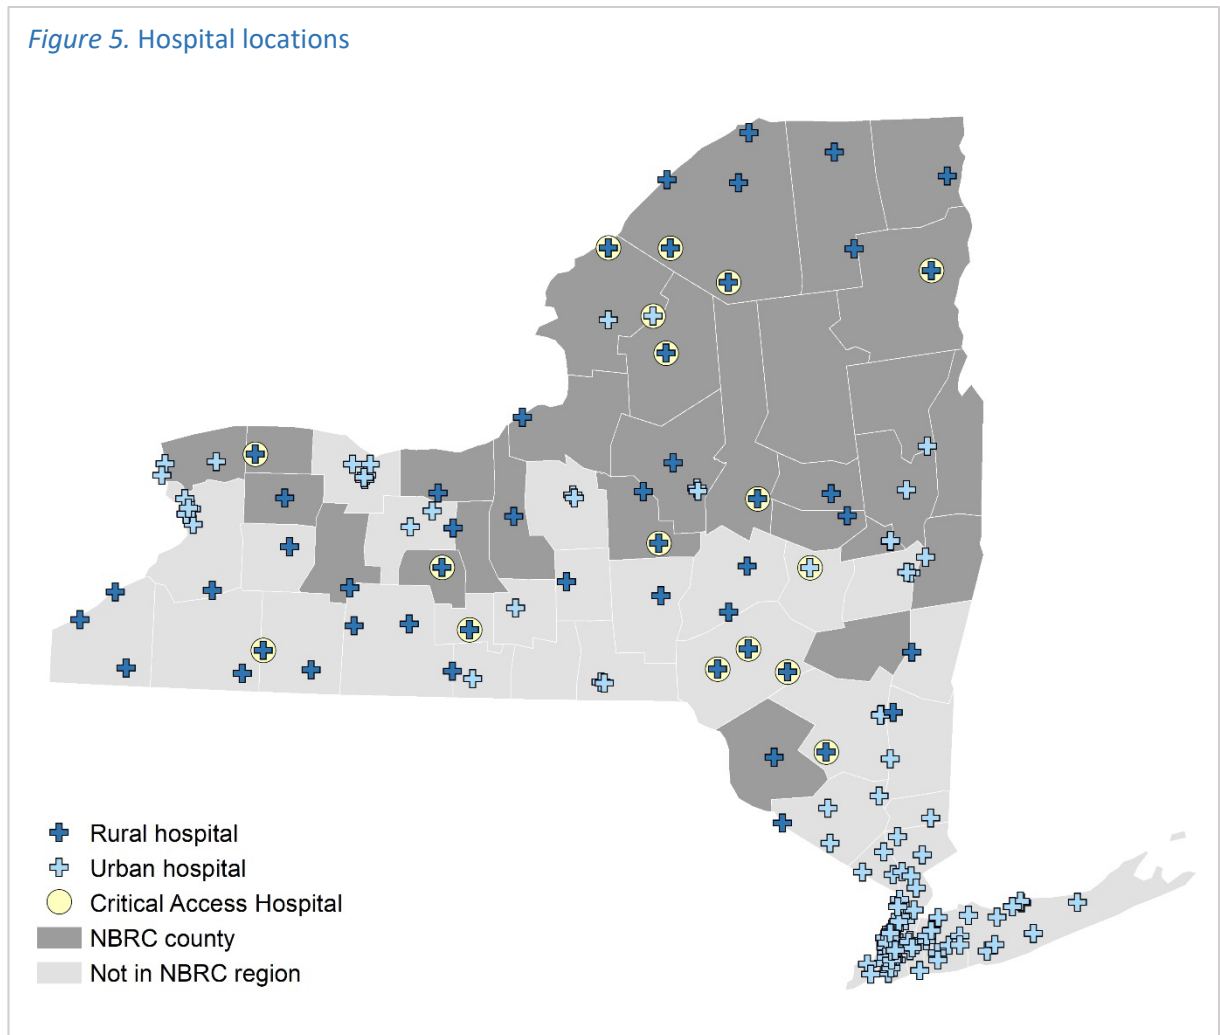 Figure 5. Hospital locations
Rural hospital
Urban hospital
Critical Access Hospital
NBRC county
Not in NBRC region